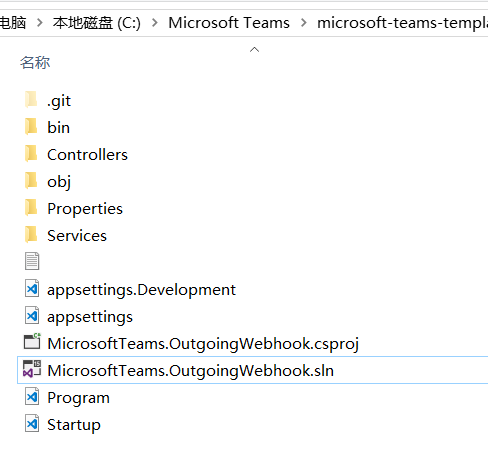 电脑 > 本地磁盘 (C:) > Microsoft Teams > microsoft-teams-templa
名称
.git
bin
Controllers
obj
Properties
Services
appsettings.Development
appsettings
MicrosoftTeams.OutgoingWebhook.csproj
MicrosoftTeams.OutgoingWebhook.sln
Program
Startup